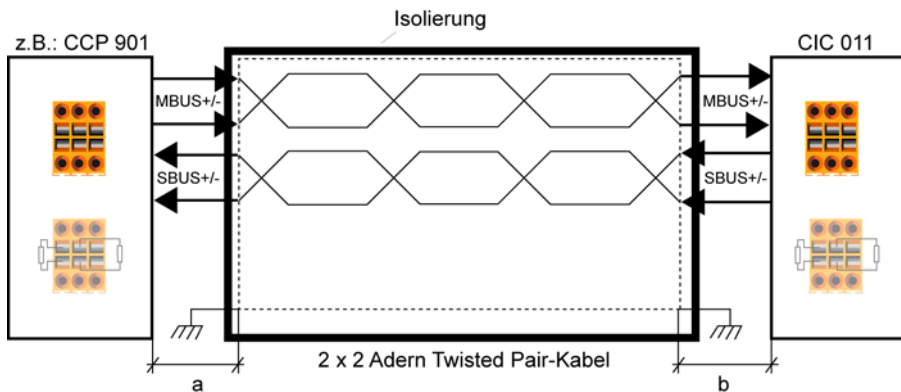 Isolierung
z.B.: CCP 901
CIC 011
MBUS+/-
MBUS+/-
SBUS+/-
SBUS+/-
2 x 2 Adern Twisted Pair-Kabel
a
b